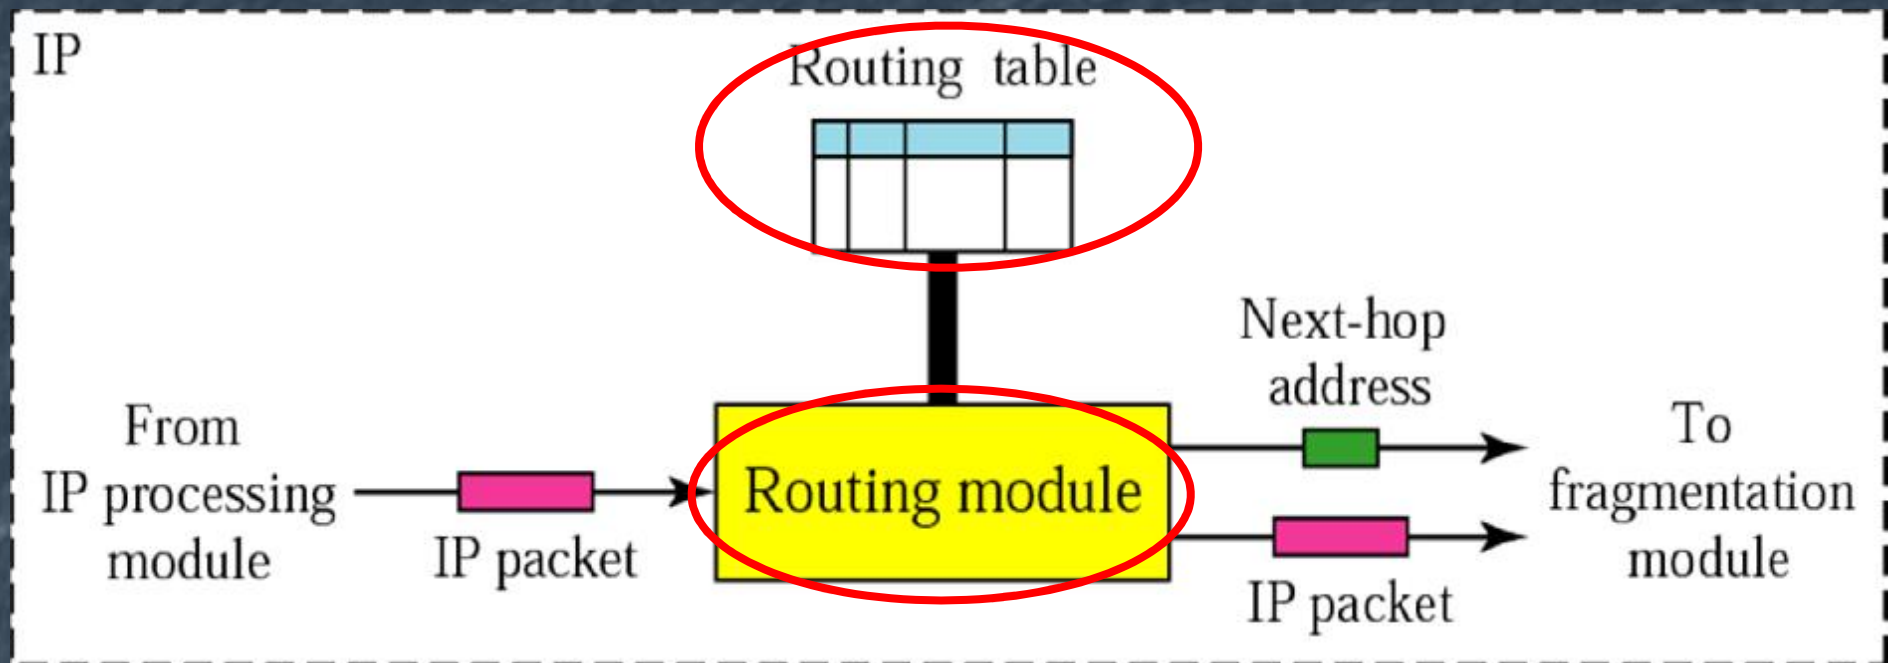 IP
Routing table
Next-hop
address
From
IP processing
module
IP packet
Routing module
To
fragmentation
module
IP packet